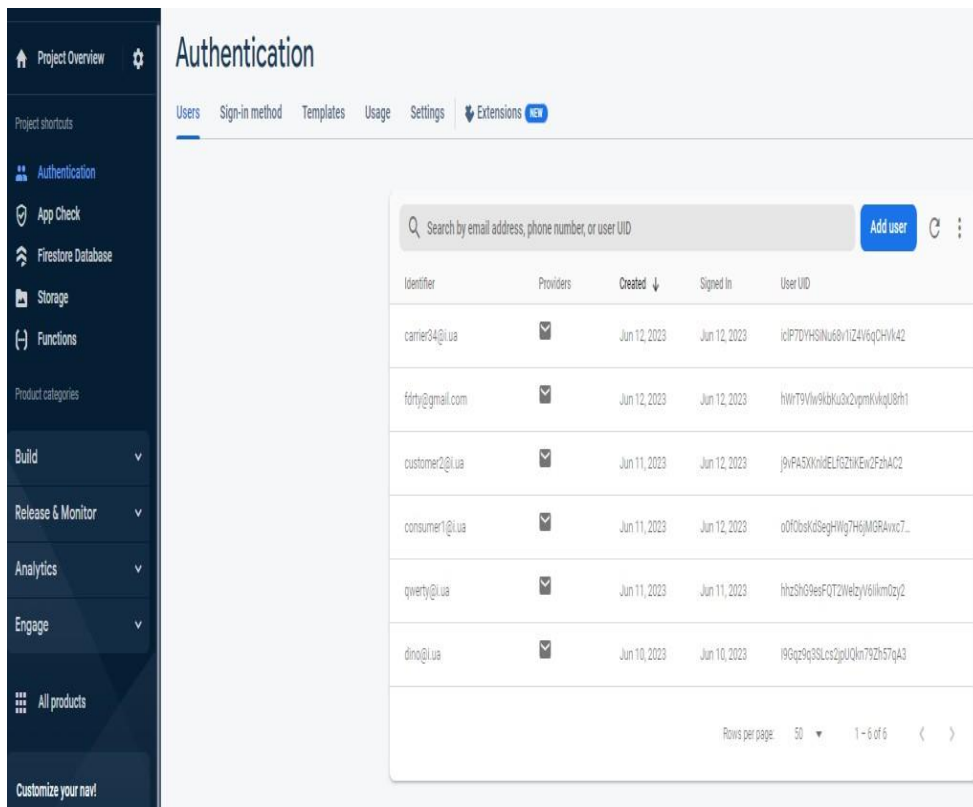 Project Overview
Authentication
Users Sign-in method Templates Usage Settings Extensions NEW
Project shortcuts
Authentication
App Check
Firestore Database
Storage
Functions
Product categories
Build
Release & Monitor
Analytics
Engage
All products
Customize your nav!
Search by email address, phone number, or user UID Add user
Identifier Providers Created Signed In User UID
carrier34@i.ua Jun 12, 2023 Jun 12, 2023
fdrty@gmail.com Jun 12, 2023 Jun 12, 2023
customer2@i.ua Jun 11, 2023 Jun 12, 2023
consumer1@i.ua Jun 11, 2023 Jun 12, 2023
qwerty@i.ua Jun 11, 2023 Jun 11, 2023
dino@i.ua Jun 10, 2023 Jun 10, 2023
Rows per page: 50 1 – 6 of 6